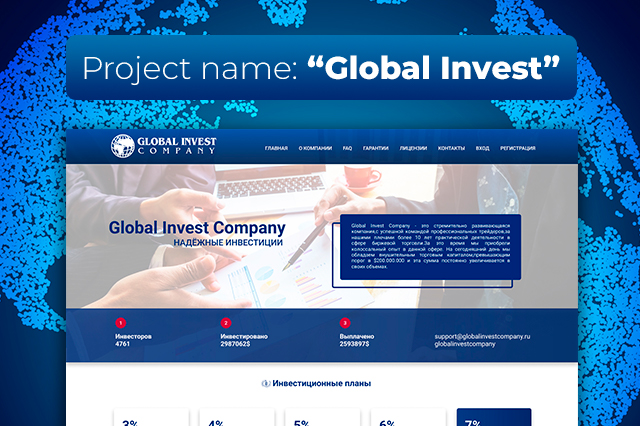 Project name: “Global Invest”
GLOBAL INVEST
COMPANY
ГЛАВНАЯ О КОМПАНИИ FAQ ГАРАНТИИ ЛИЦЕНЗИИ КОНТАКТЫ ВХОД РЕГИСТРАЦИЯ
Global Invest Company
НАДЕЖНЫЕ ИНВЕСТИЦИИ
Global Invest Company - это стремительно развивающаяся
компания,с успешной командой профессиональных трейдеров,за
нашими плечами более 10 лет практической деятельности в
сфере биржевой торговли.За это время мы приобрели
колоссальный опыт в данной сфере. На сегодняшний день мы
обладаем внушительным торговым капиталом,превышающим
порог в $200.000.000 и эта сумма постоянно увеличивается в
своих объемах.
1 2 3
Инвесторов Инвестировано Выплачено support@globalinvestcompany.ru
4761 2987062$ 2593897$ globalinvestcompany
Инвестиционные планы
3% 4% 5% 6% 7%